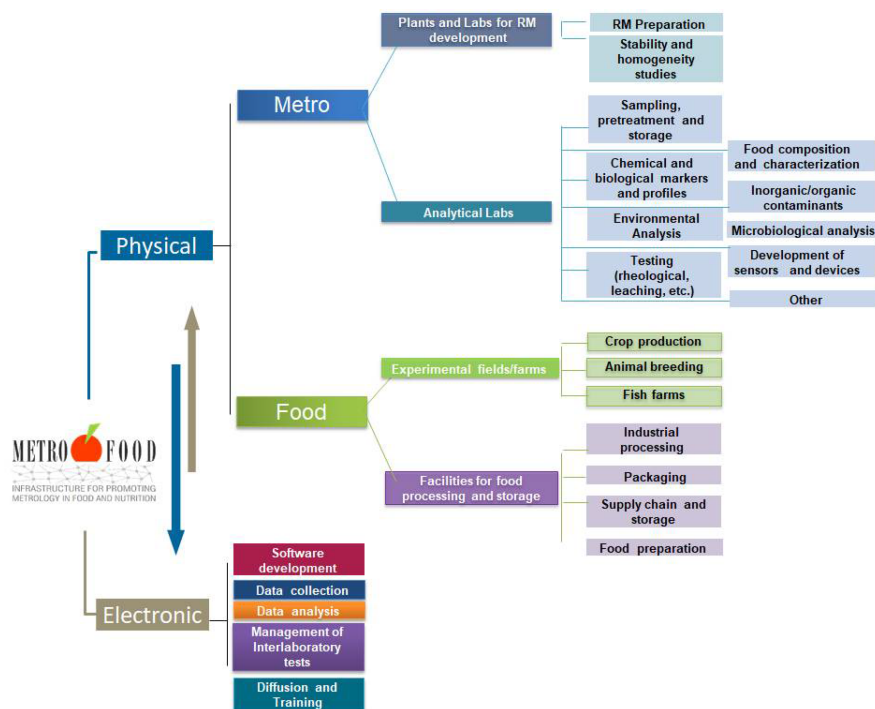 Plants and Labs for RM
development
RM Preparation
Stability and
homogeneity
studies
Metro
Sampling,
pretreatment and
storage
Food composition
and characterization
Chemical and
biological markers
and profiles
Inorganic/organic
contaminants
Analytical Labs
Environmental
Analysis
Microbiological analysis
Development of
sensors and devices
Testing
(rheological,
leaching, etc.)
Other
Physical
Experimental fields/farms
Crop production
Animal breeding
Fish farms
Food
Facilities for food
processing and storage
Industrial
processing
Packaging
Supply chain and
storage
Food preparation
METRO FOOD
INFRASTRUCTURE FOR PROMOTING
METROLOGY IN FOOD AND NUTRITION
Electronic
Software
development
Data collection
Data analysis
Management of
Interlaboratory
tests
Diffusion and
Training